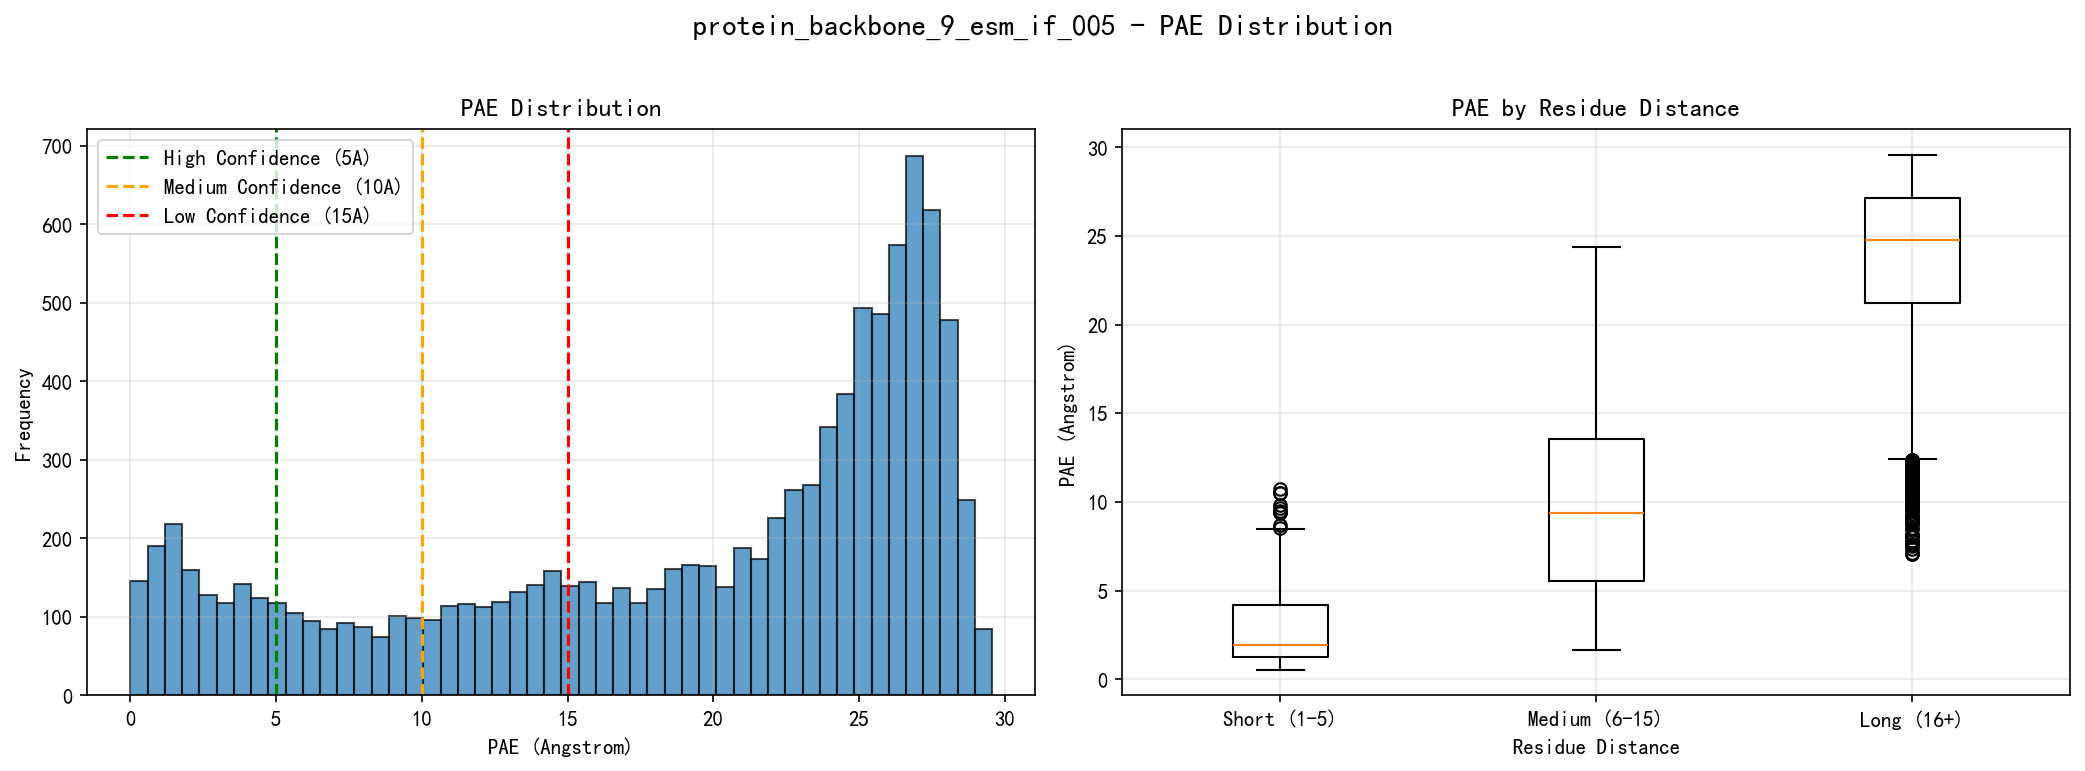 protein_backbone_9_esm_if_005 - PAE Distribution
PAE Distribution
High Confidence (5A)
Medium Confidence (10A)
Low Confidence (15A)
700
600
500
400
300
200
100
0
Frequency
0 5 10 15 20 25 30
PAE (Angstrom)
PAE by Residue Distance
30
25
20
15
10
5
0
PAE (Angstrom)
Short (1-5) Medium (6-15) Long (16+)
Residue Distance